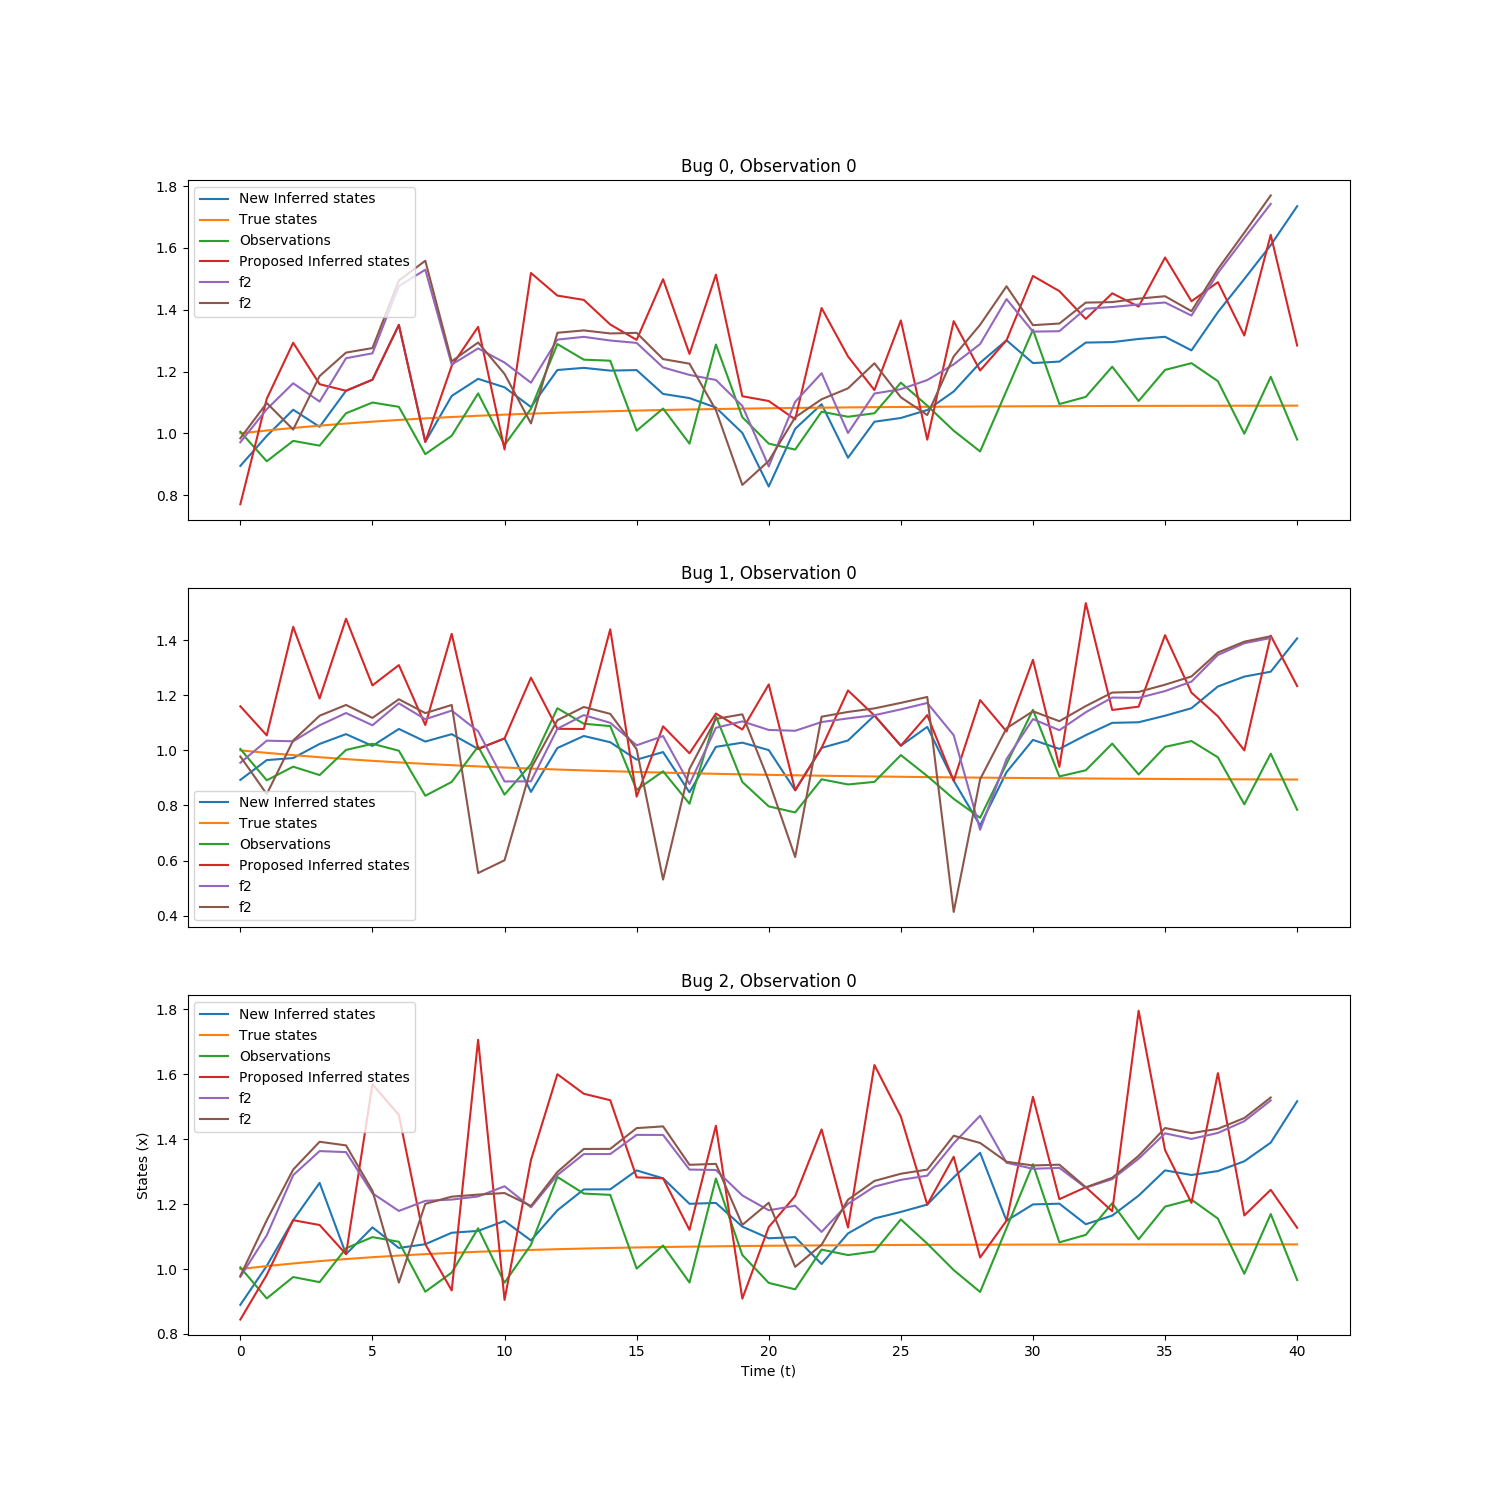 Bug 0, Observation 0
1.8
1.6
1.4
1.2
1.0
0.8
New Inferred states
True states
Observations
Proposed Inferred states
f2
f2
Bug 1, Observation 0
1.4
1.2
1.0
0.8
0.6
0.4
New Inferred states
True states
Observations
Proposed Inferred states
f2
f2
Bug 2, Observation 0
States (x)
1.8
1.6
1.4
1.2
1.0
0.8
New Inferred states
True states
Observations
Proposed Inferred states
f2
f2
0 5 10 15 20 25 30 35 40
Time (t)